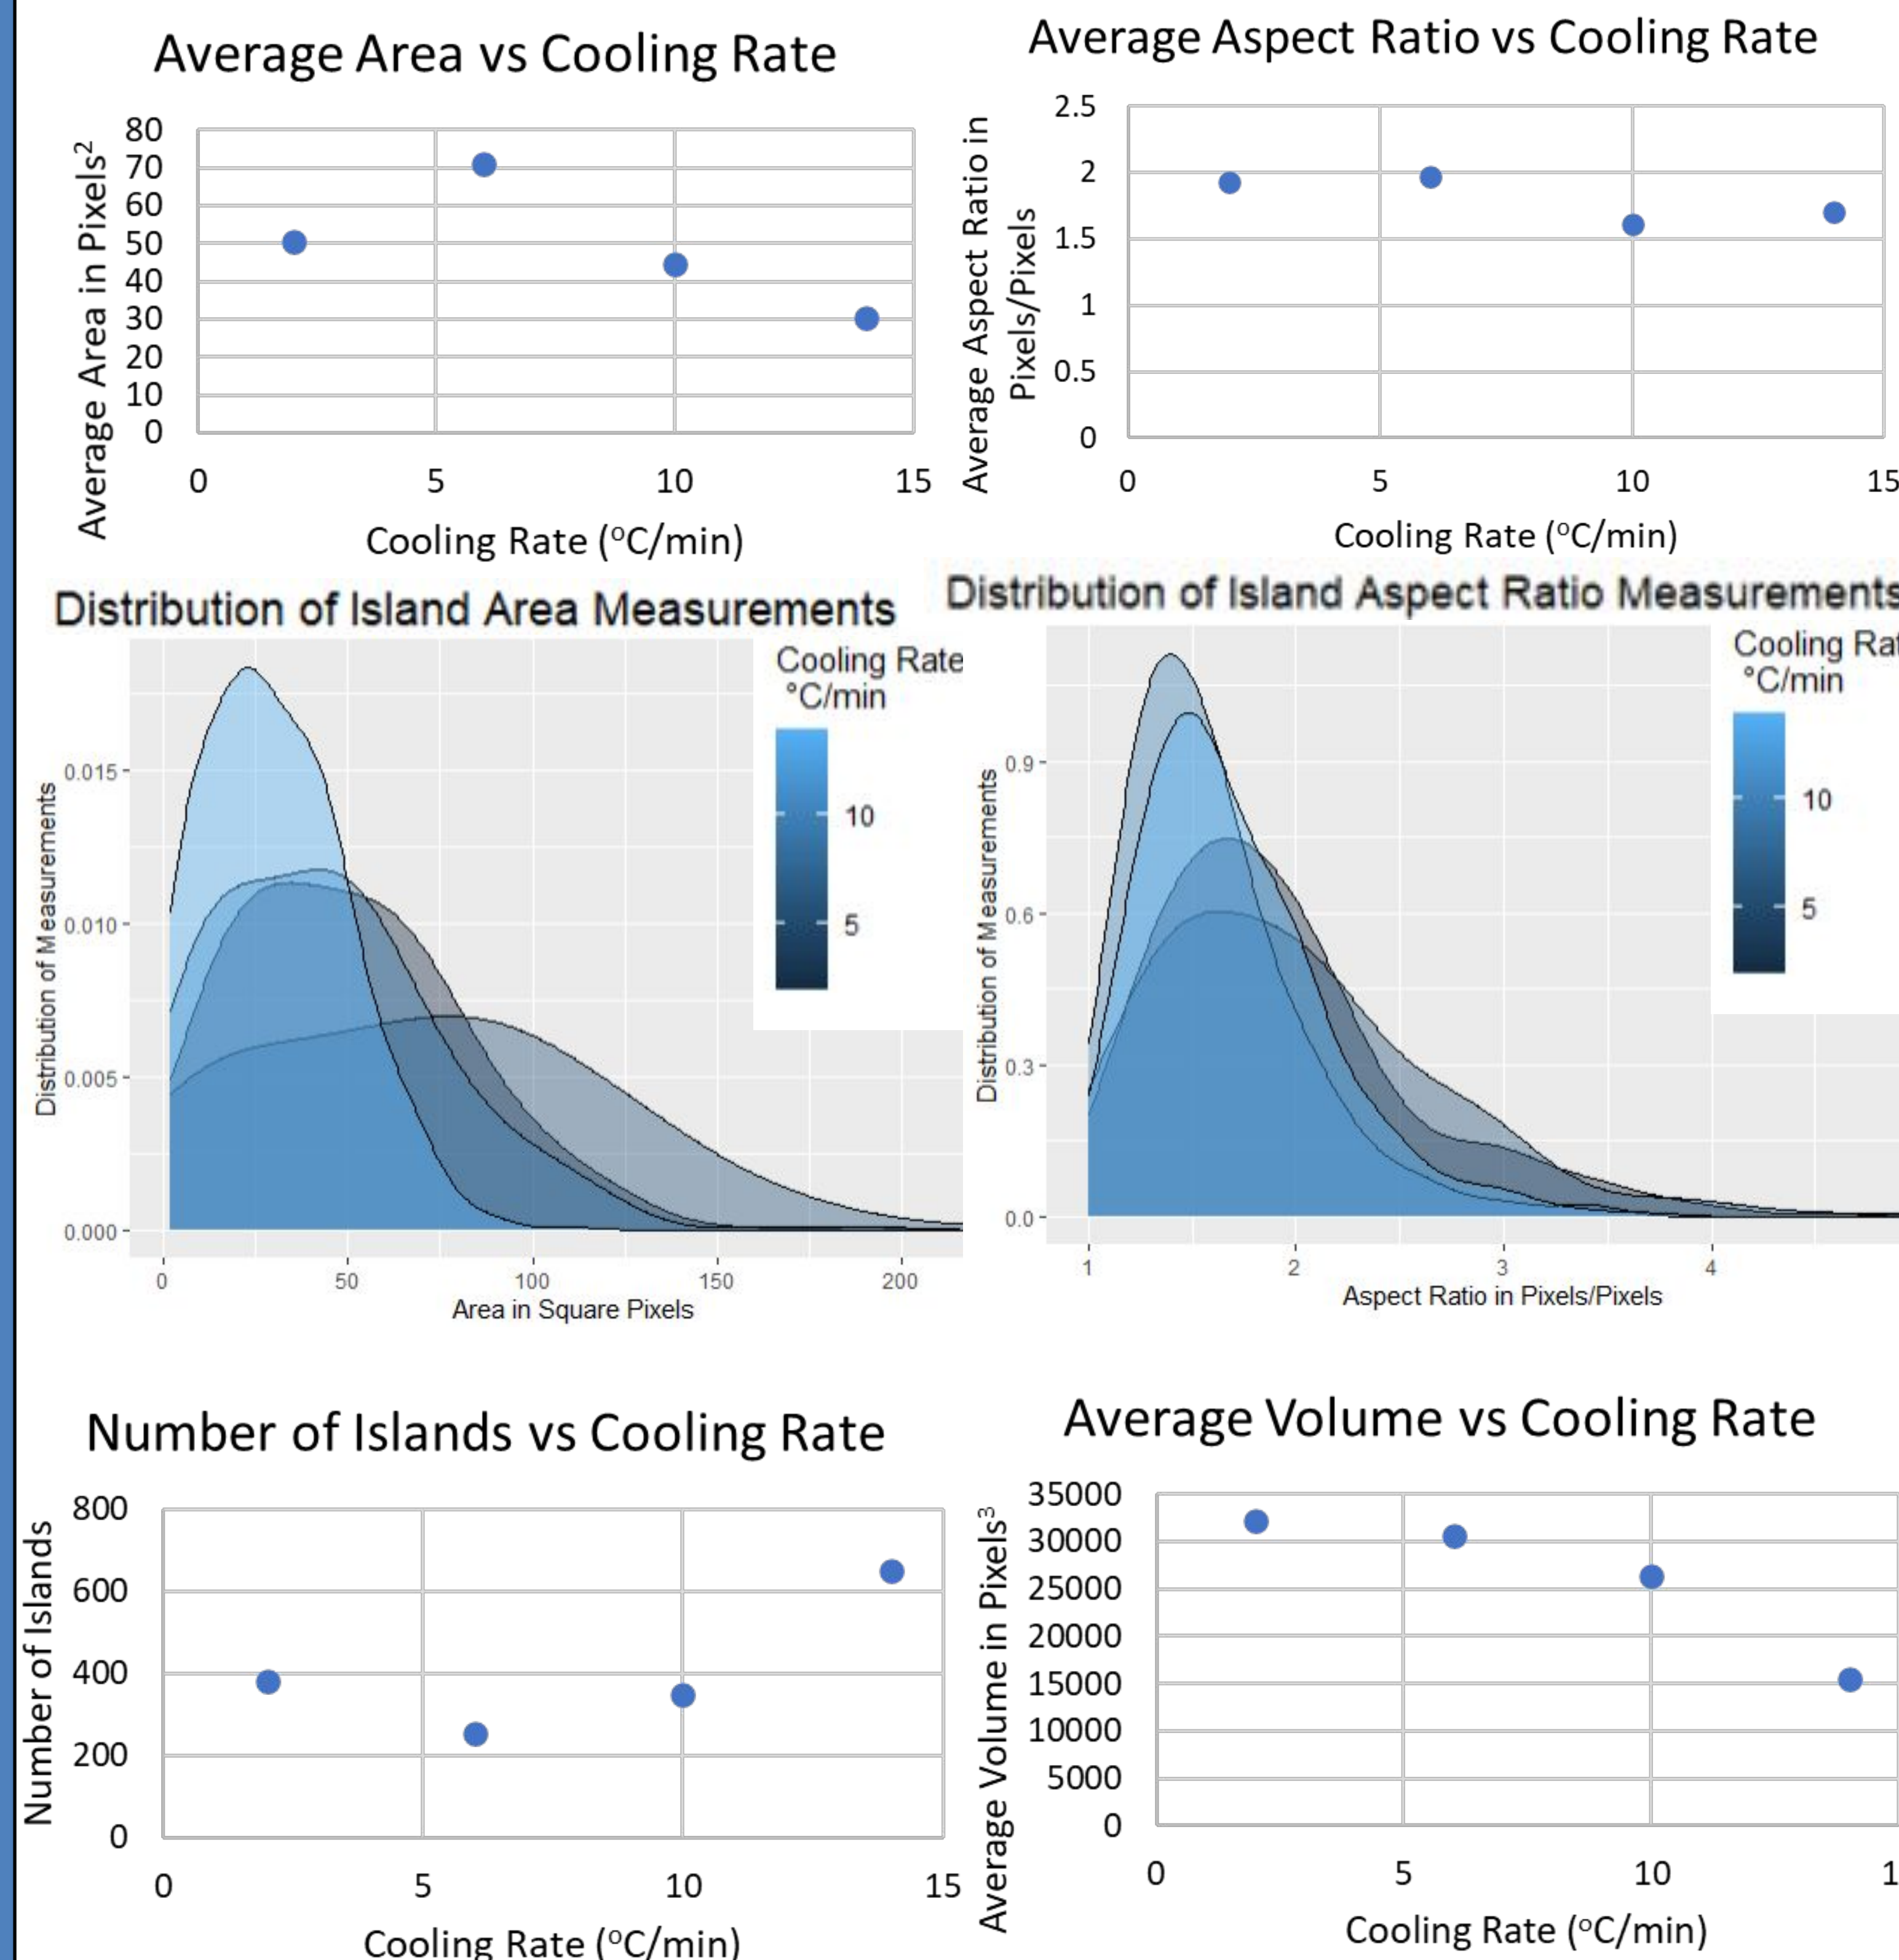 Average Area vs Cooling Rate
Average Area in Pixels²
80
70
60
50
40
30
20
10
0
0 5 10 15
Cooling Rate (°C/min)
Average Aspect Ratio vs Cooling Rate
Average Aspect Ratio in
Pixels/Pixels
2.5
2
1.5
1
0.5
0
0 5 10 15
Cooling Rate (°C/min)
Distribution of Island Area Measurements
Distribution of Measurements
0.015
0.010
0.005
0.000
0 50 100 150 200
Area in Square Pixels
Cooling Rate
°C/min
10
5
Distribution of Island Aspect Ratio Measurements
Distribution of Measurements
0.9
0.6
0.3
0.0
1 2 3 4
Aspect Ratio in Pixels/Pixels
Cooling Rat
°C/min
10
5
Number of Islands vs Cooling Rate
Number of Islands
800
600
400
200
0
0 5 10 15
Cooling Rate (°C/min)
Average Volume vs Cooling Rate
Average Volume in Pixels³
35000
30000
25000
20000
15000
10000
5000
0
0 5 10 1
Cooling Rate (°C/min)